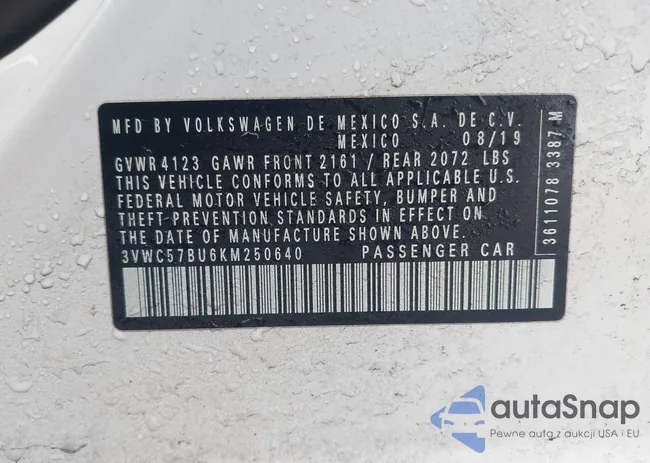 MFD BY VOLKSWAGEN DE MEXICO S.A. DE C.V.
MEXICO 08/19
GVWR 4123 GAWR FRONT 2161 / REAR 2072 LBS
THIS VEHICLE CONFORMS TO ALL APPLICABLE U.S.
FEDERAL MOTOR VEHICLE SAFETY, BUMPER AND
THEFT PREVENTION STANDARDS IN EFFECT ON
THE DATE OF MANUFACTURE SHOWN ABOVE.
3VWC57BU6KM250640 PASSENGER CAR
3611078 3387 M
autoSnap
Pewne auta z aukcji USA i EU